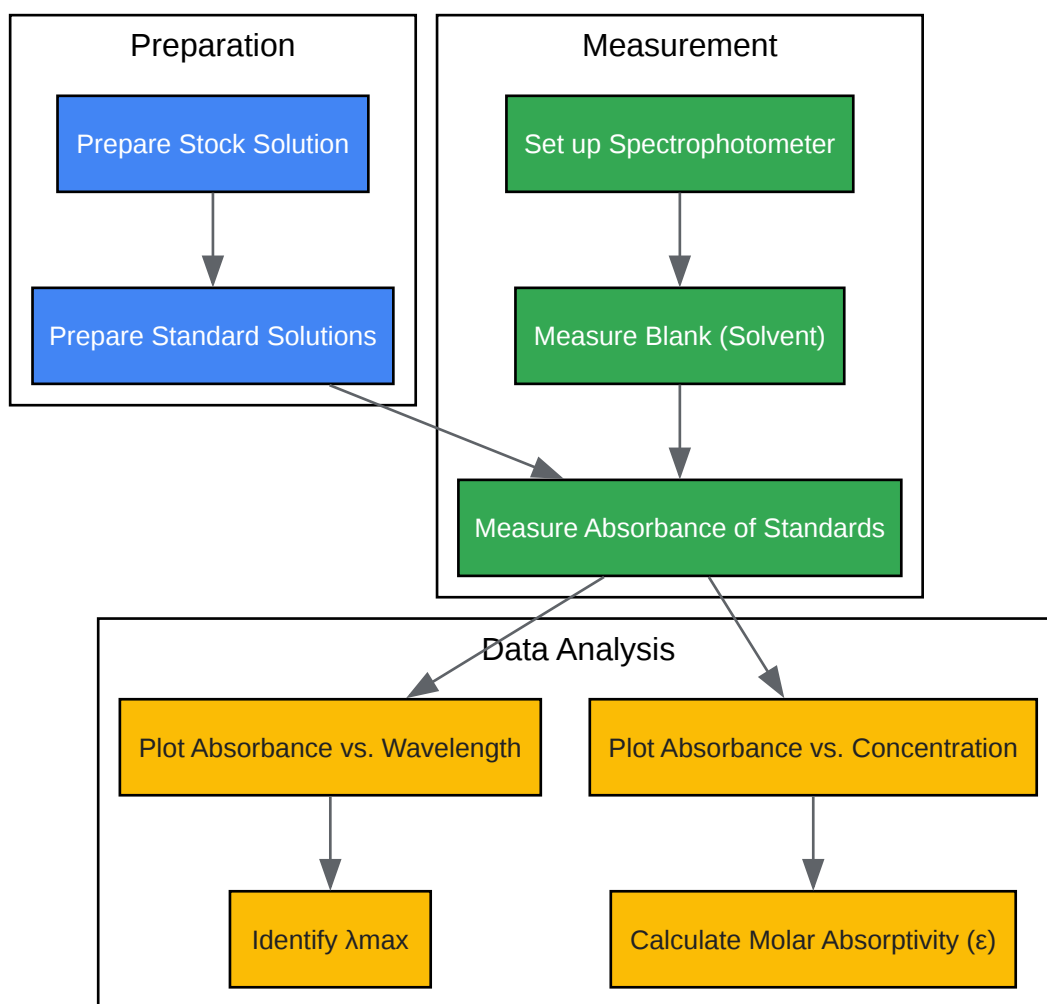 Preparation
Prepare Stock Solution
Prepare Standard Solutions
Measurement
Set up Spectrophotometer
Measure Blank (Solvent)
Measure Absorbance of Standards
Data Analysis
Plot Absorbance vs. Wavelength
Plot Absorbance vs. Concentration
Identify λmax
Calculate Molar Absorptivity (ε)